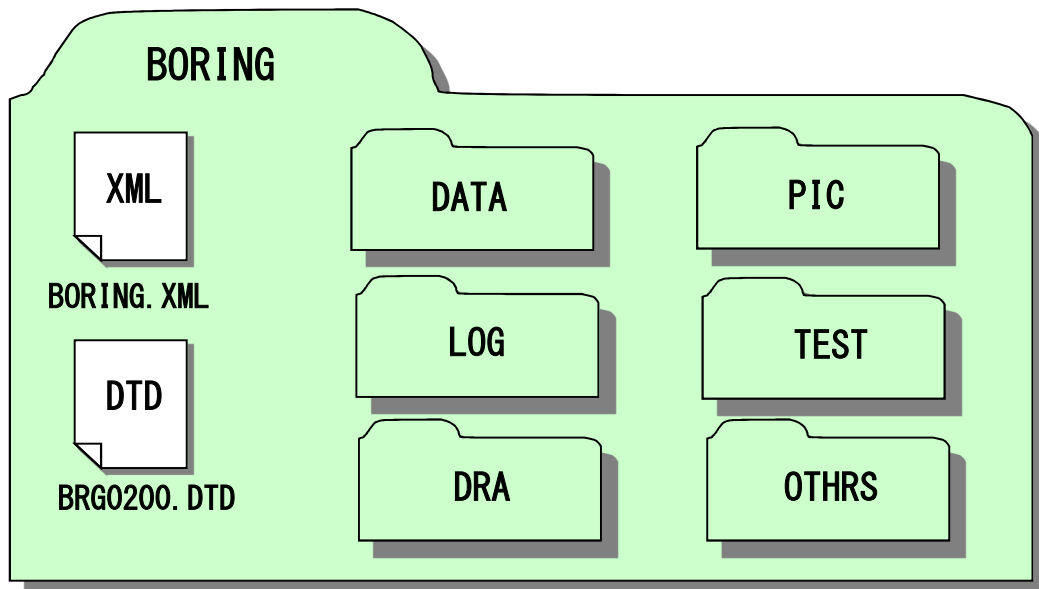 BORING
XML
BORING.XML
DTD
BRG0200.DTD
DATA
LOG
DRA
PIC
TEST
OTHRS